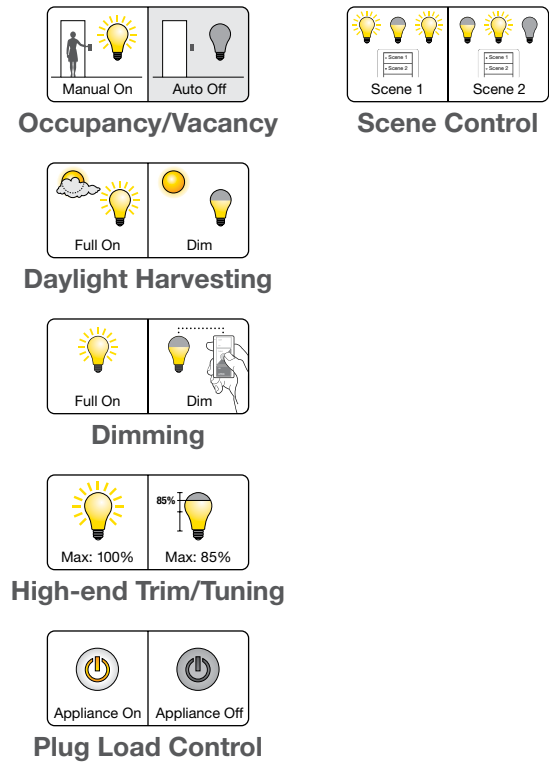 Manual On
Auto Off
Occupancy/Vacancy
Full On
Dim
Daylight Harvesting
Full On
Dim
Dimming
85%
Max: 100%
Max: 85%
High-end Trim/Tuning
Appliance On
Appliance Off
Plug Load Control
• Scene 1
• Scene 2
Scene 1
• Scene 1
• Scene 2
Scene 2
Scene Control